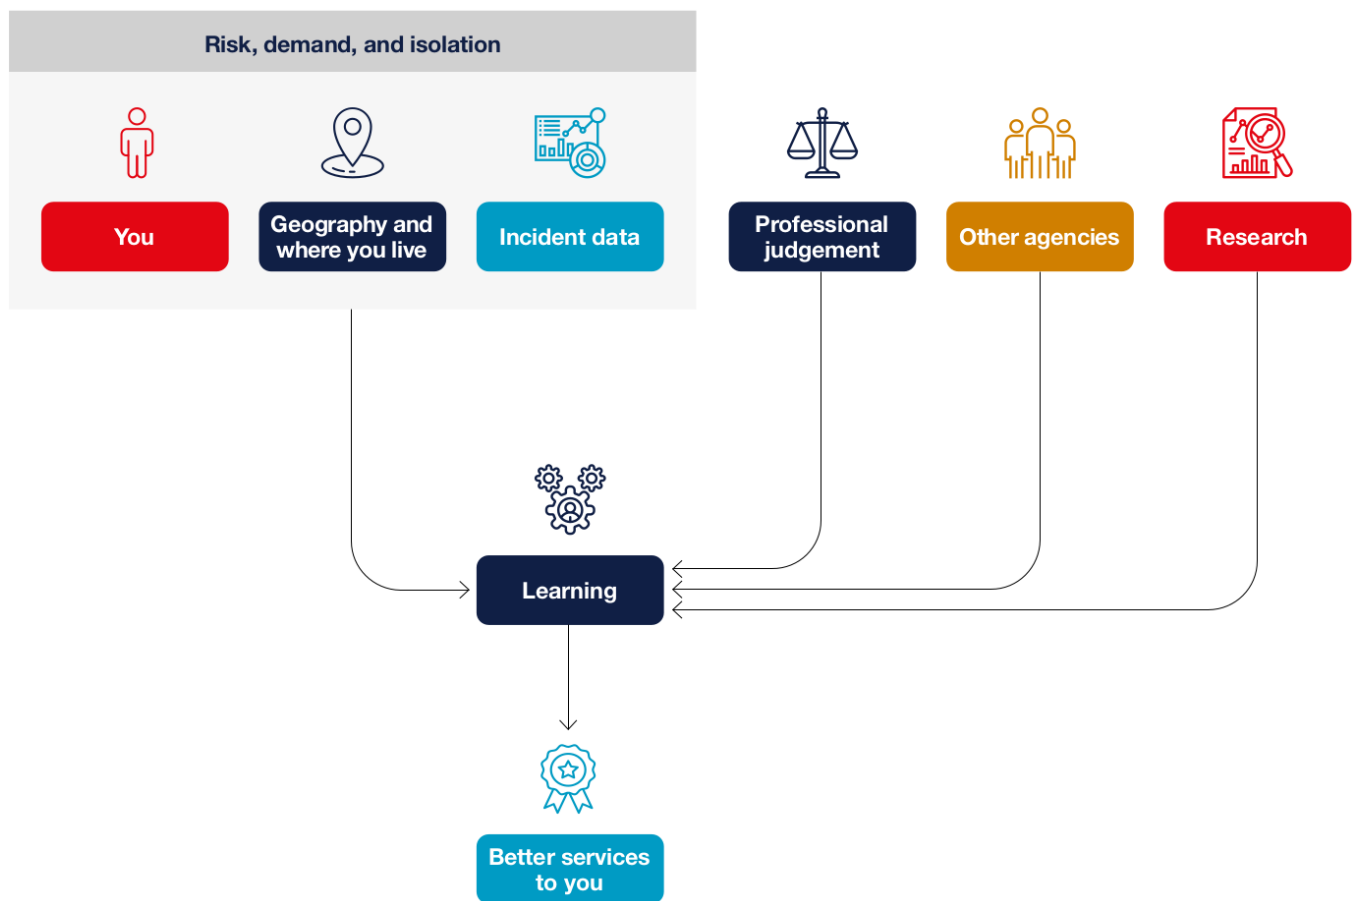 Risk, demand, and isolation
You
Geography and
where you live
Incident data
Professional
judgement
Other agencies
Research
Learning
Better services
to you